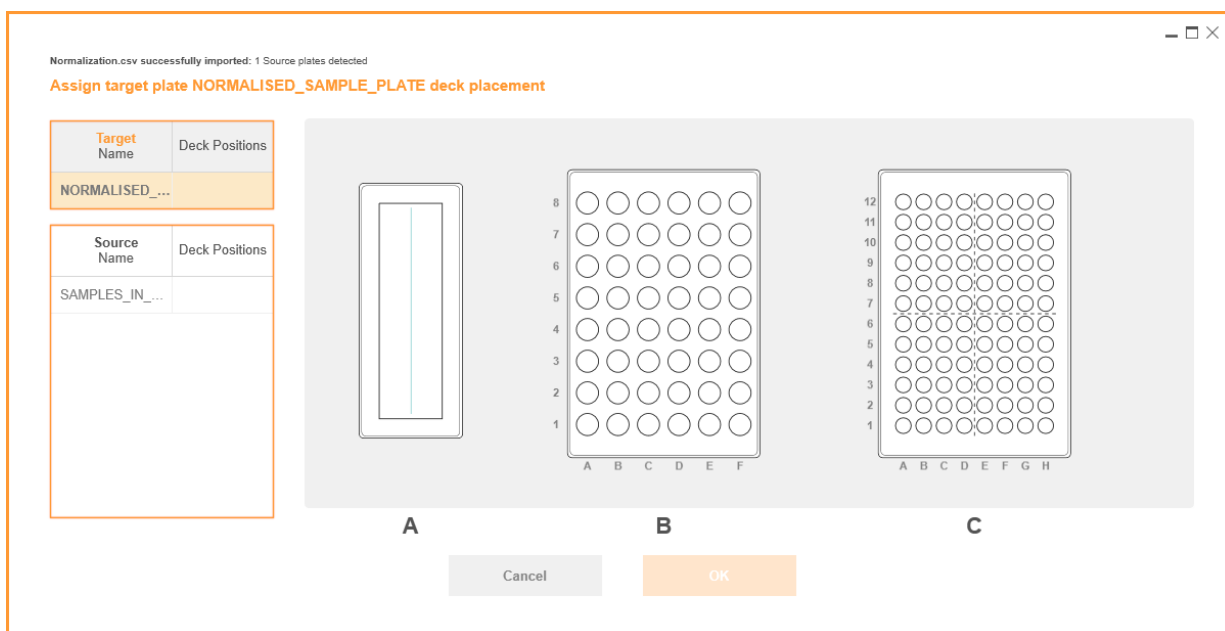 Normalization.csv successfully imported: 1 Source plates detected
Assign target plate NORMALISED_SAMPLE_PLATE deck placement
Target
Name
Deck Positions
NORMALISED_...
Source
Name
Deck Positions
SAMPLES_IN_...
8
7
6
5
4
3
2
1
A B C D E F
12
11
10
9
8
7
6
5
4
3
2
1
A B C D E F G H
A B C
Cancel OK